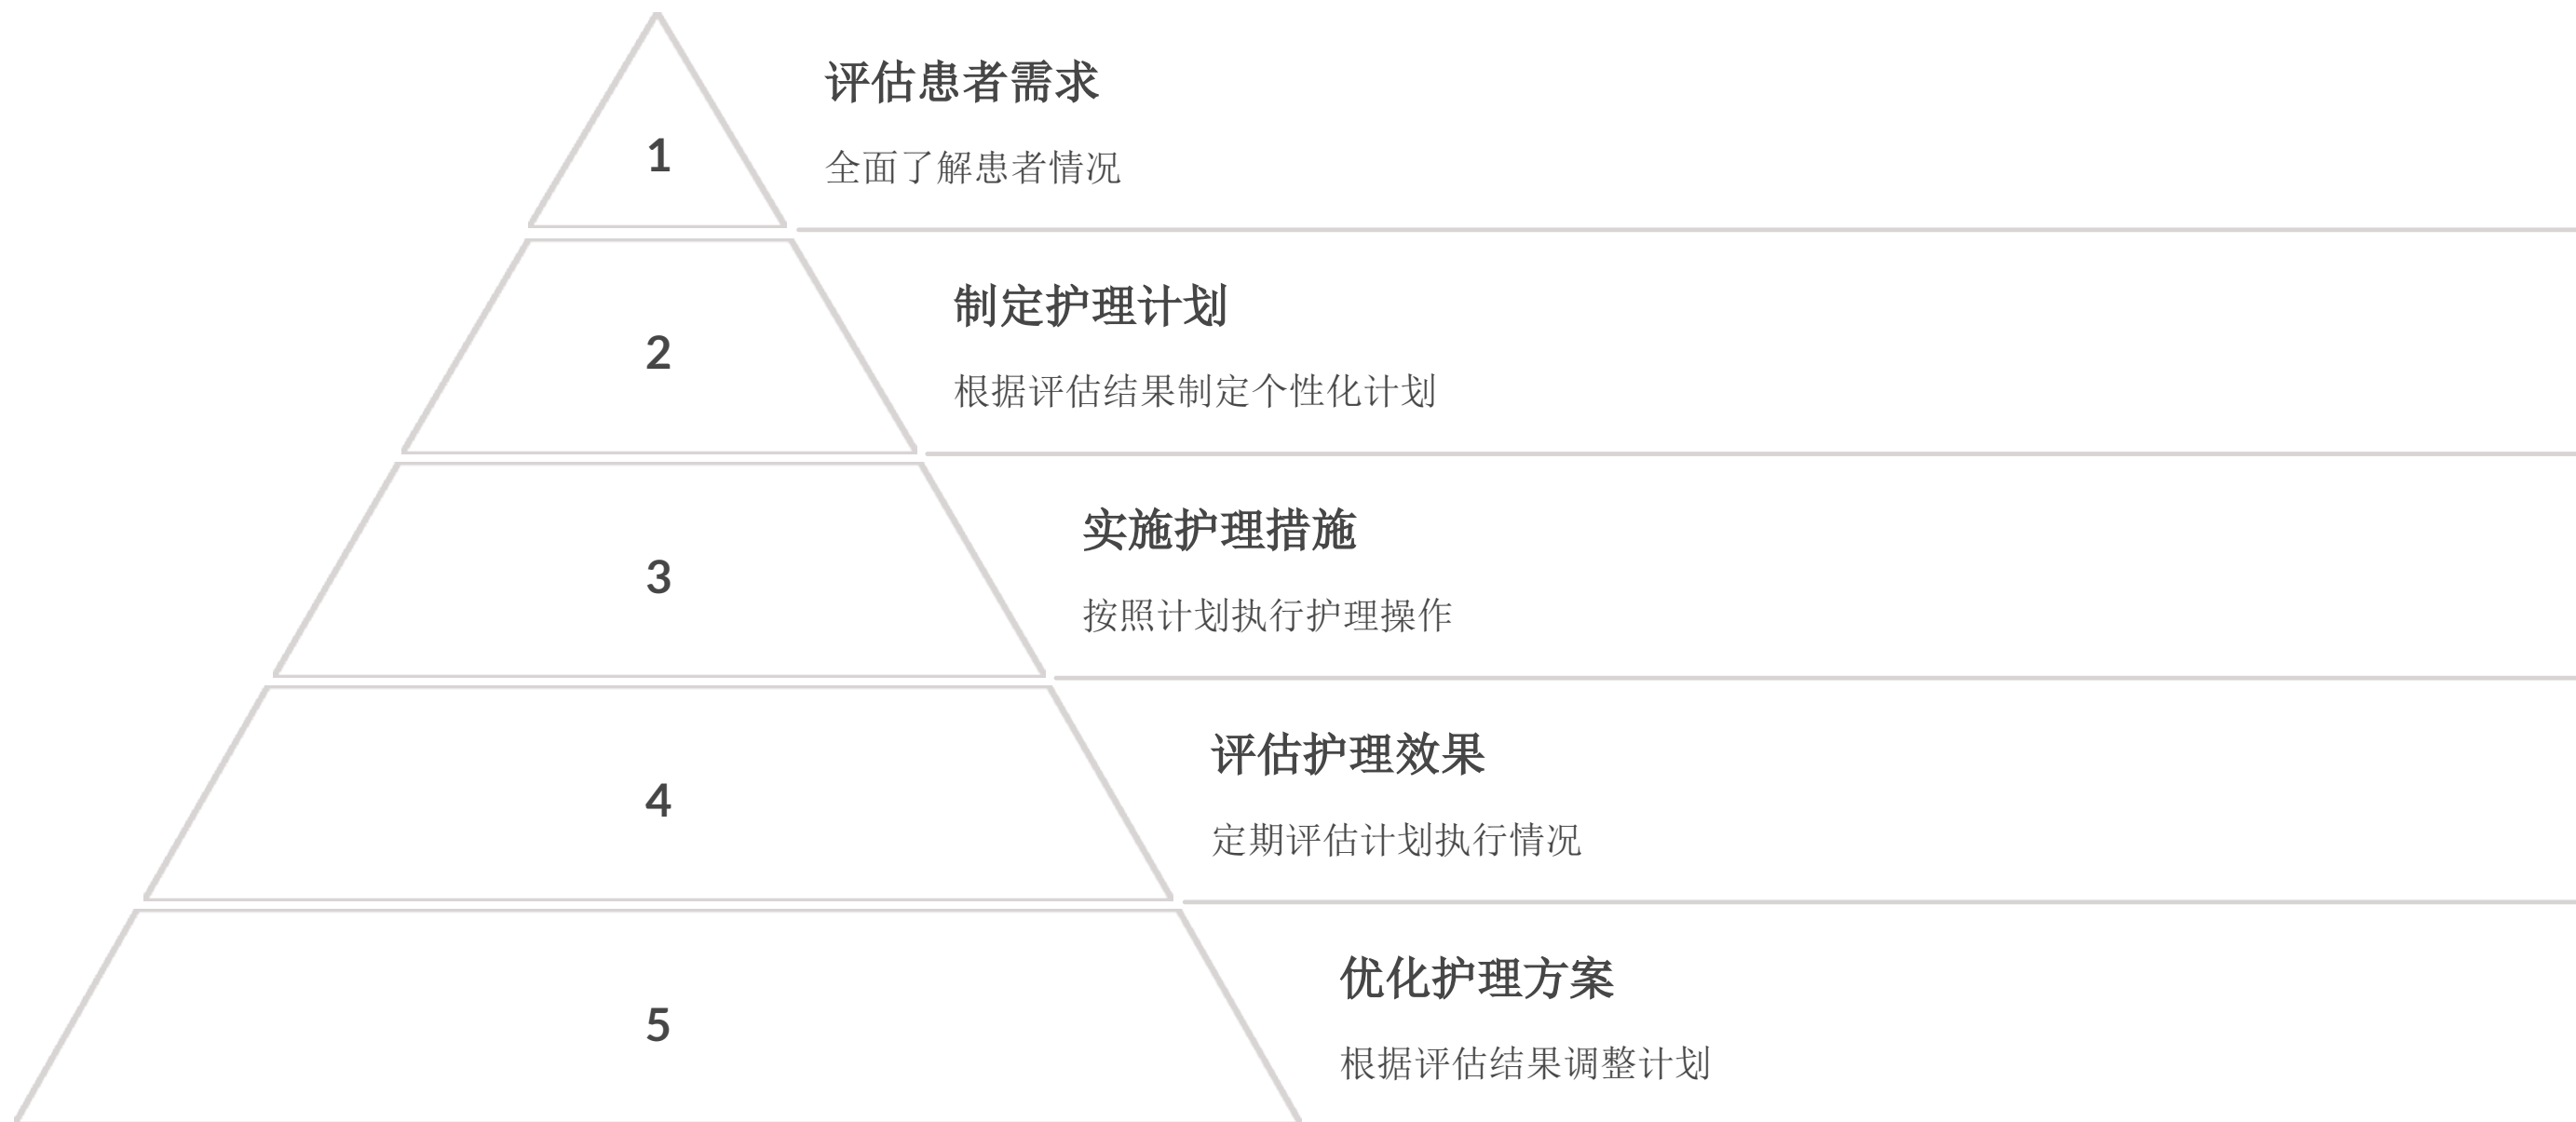 评估患者需求
1
全面了解患者情况
制定护理计划
2
根据评估结果制定个性化计划
实施护理措施
3
按照计划执行护理操作
评估护理效果
4
定期评估计划执行情况
优化护理方案
5
根据评估结果调整计划